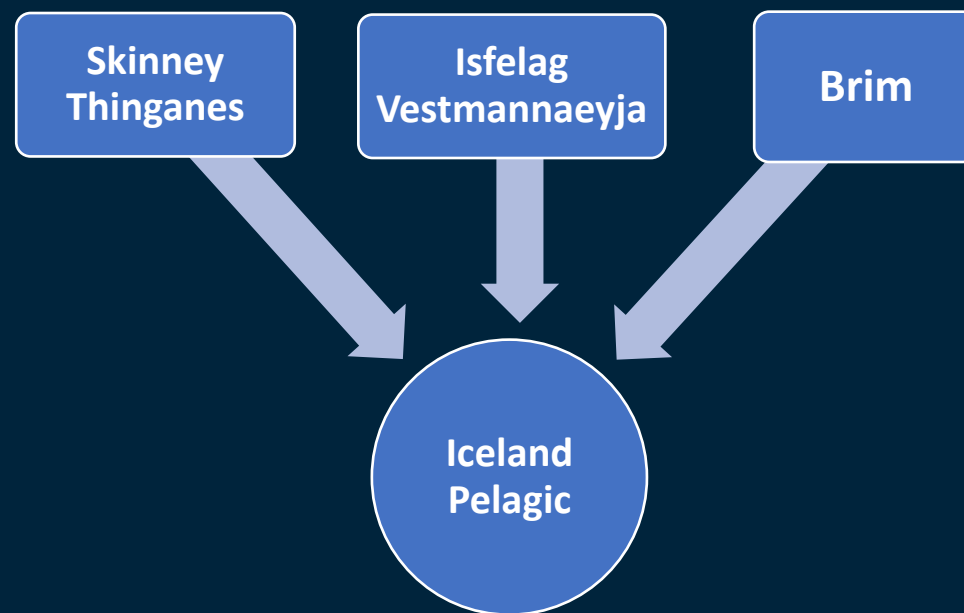 Skinney
Thinganes
Isfelag
Vestmannaeyja
Brim
Iceland
Pelagic